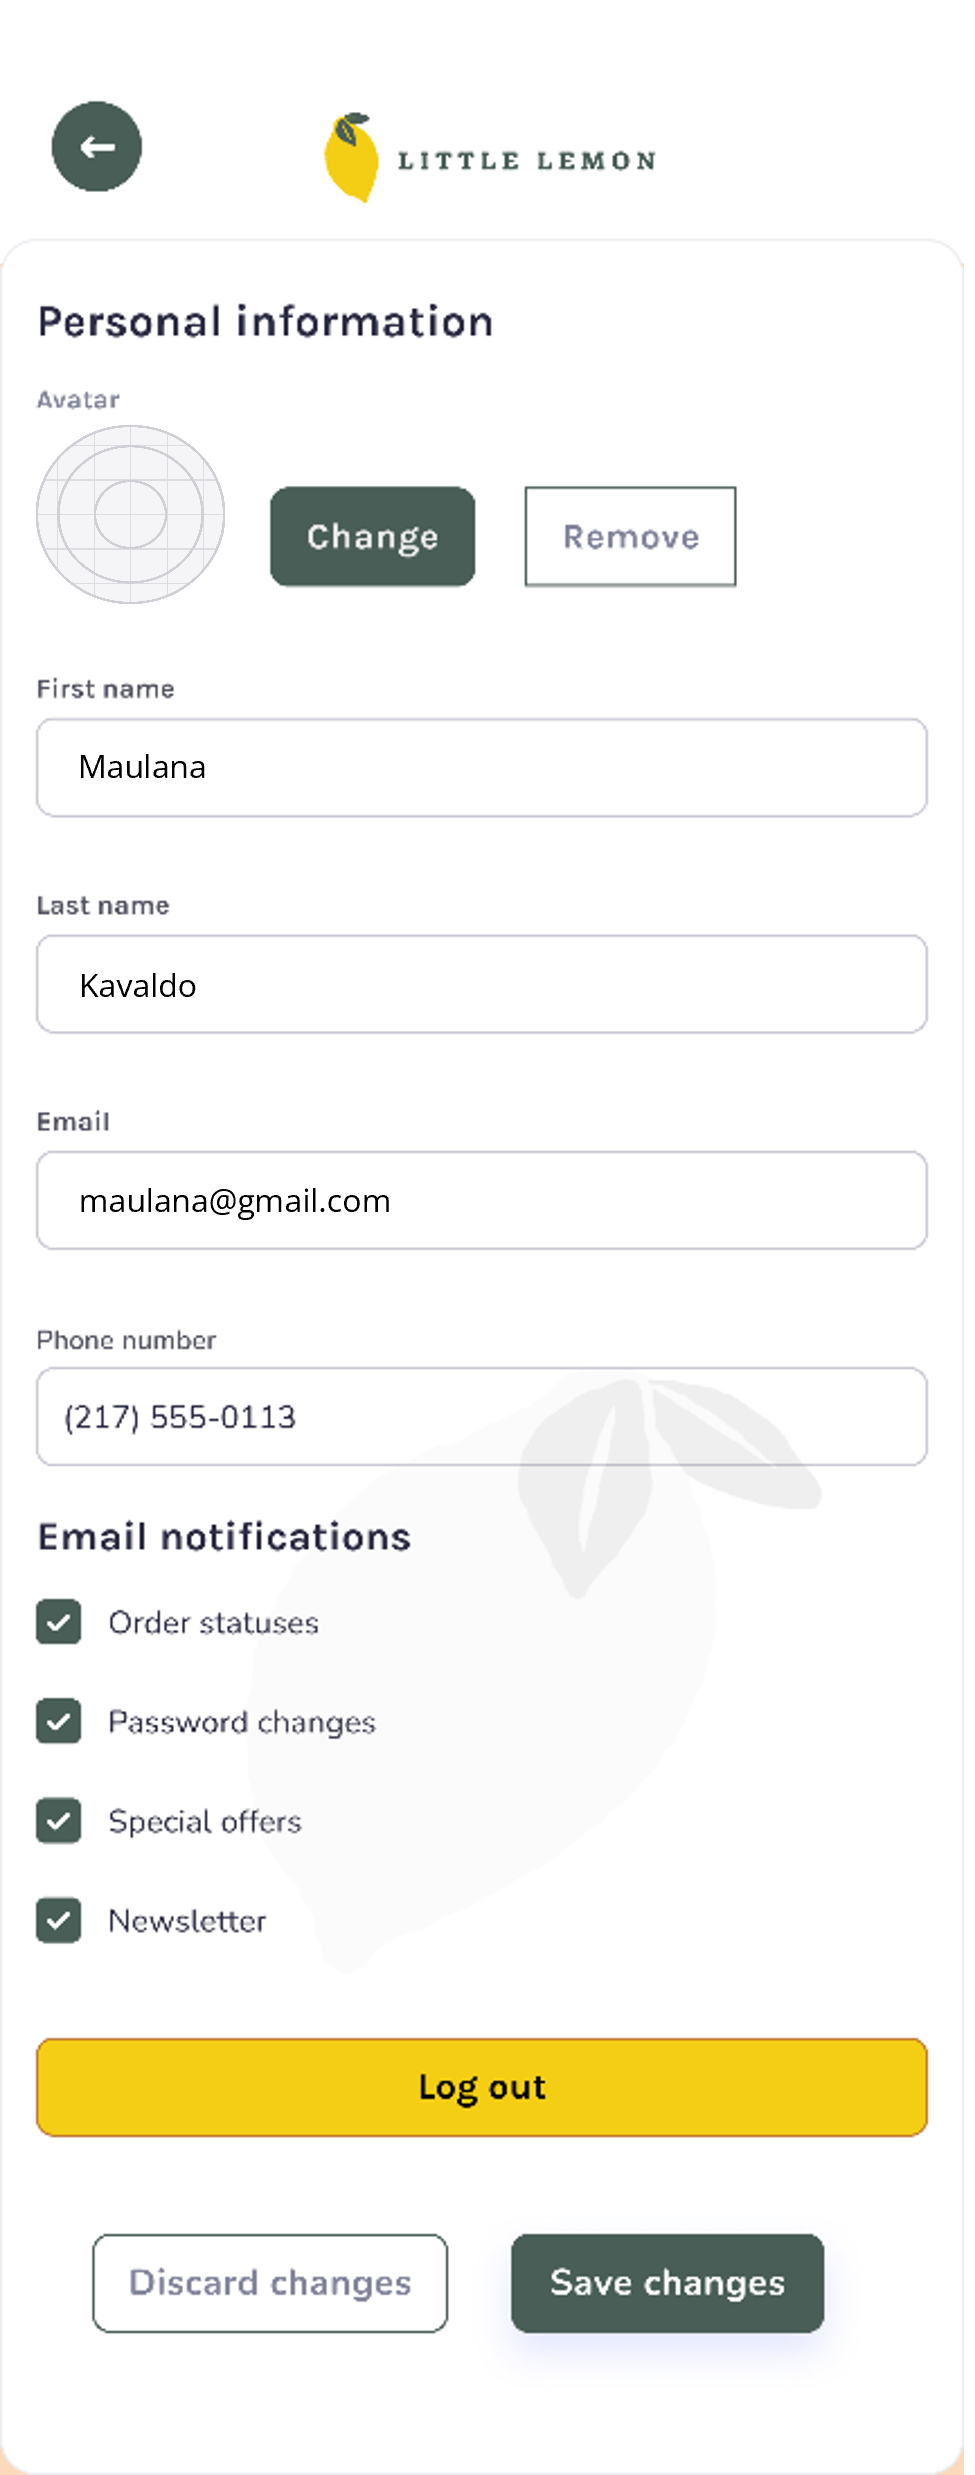 LITTLE LEMON
Personal information
Avatar
Change
Remove
First name
Maulana
Last name
Kavaldo
Email
maulana@gmail.com
Phone number
(217) 555-0113
Email notifications
Order statuses
Password changes
Special offers
Newsletter
Log out
Discard changes
Save changes